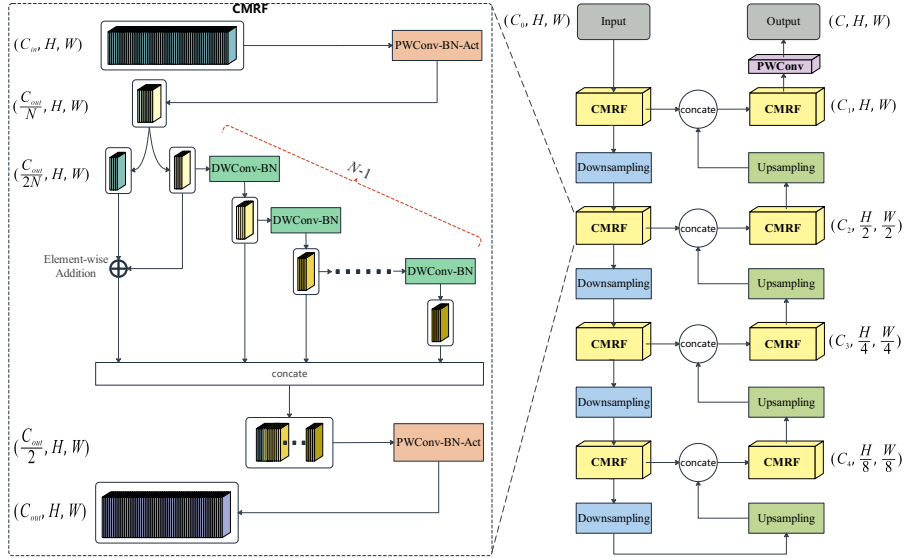 CMRF
(C_in, H, W)
PWConv-BN-Act
(C_out/N, H, W)
(C_out/2N, H, W)
DWConv-BN
N-1
DWConv-BN
DWConv-BN
Element-wise
Addition
concate
(C_out/2, H, W)
PWConv-BN-Act
(C_out, H, W)
(C_0, H, W)
Input
Output
(C, H, W)
PWConv
CMRF
concate
CMRF
(C_1, H, W)
Downsampling
Upsampling
CMRF
concate
CMRF
(C_2, H/2, W/2)
Downsampling
Upsampling
CMRF
concate
CMRF
(C_3, H/4, W/4)
Downsampling
Upsampling
CMRF
concate
CMRF
(C_4, H/8, W/8)
Downsampling
Upsampling